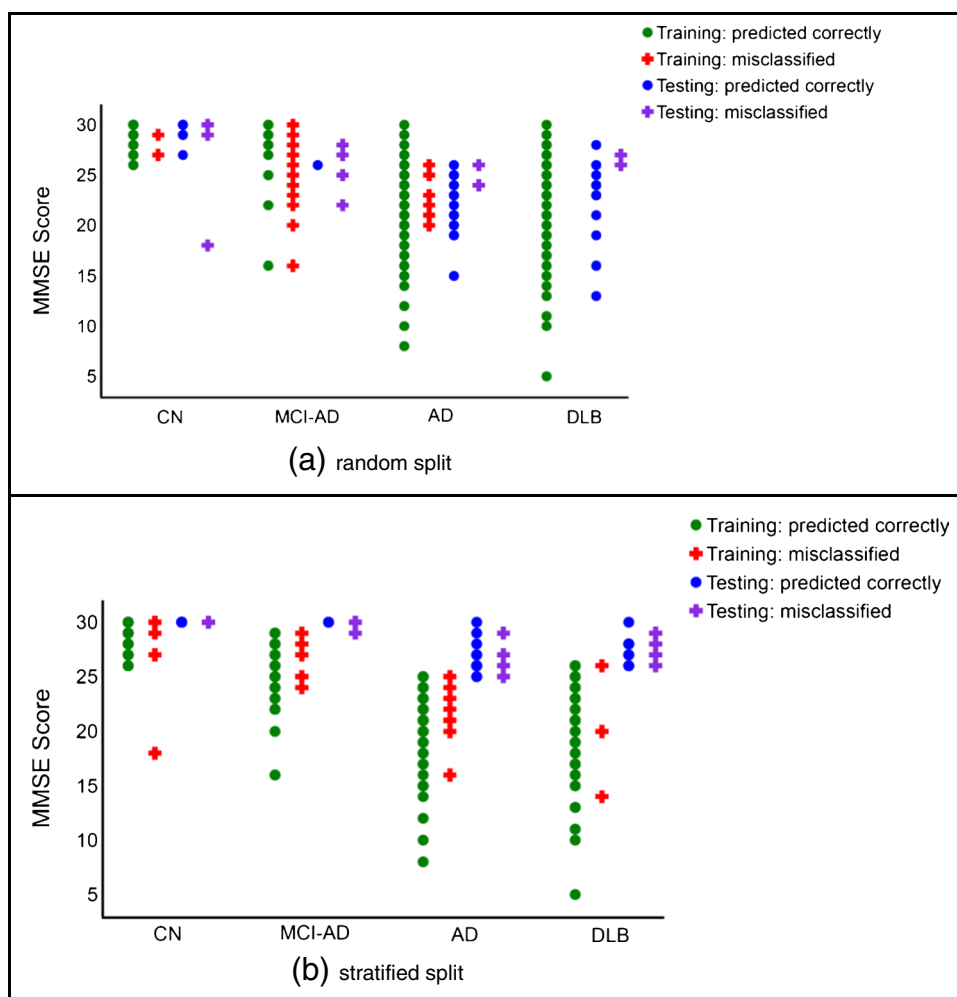 Training: predicted correctly
Training: misclassified
Testing: predicted correctly
Testing: misclassified
MMSE Score
30
25
20
15
10
5
CN MCI-AD AD DLB
(a) random split
Training: predicted correctly
Training: misclassified
Testing: predicted correctly
Testing: misclassified
MMSE Score
30
25
20
15
10
5
CN MCI-AD AD DLB
(b) stratified split